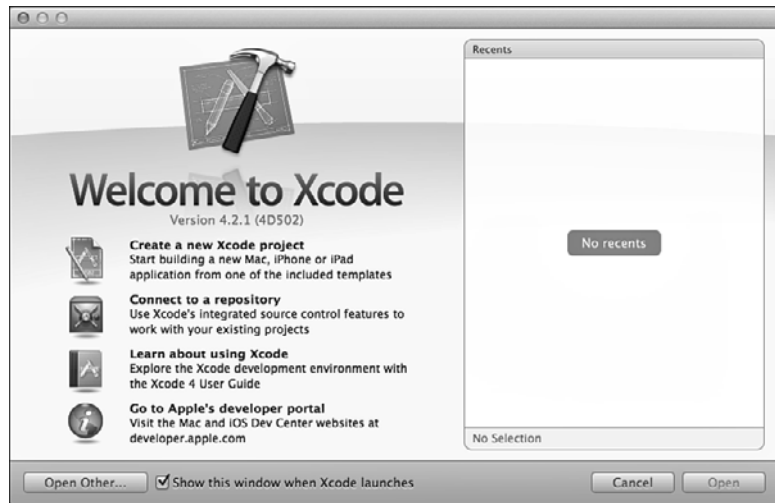 Welcome to Xcode
Version 4.2.1 (4D502)
Create a new Xcode project
Start building a new Mac, iPhone or iPad
application from one of the included templates
Connect to a repository
Use Xcode's integrated source control features to
work with your existing projects
Learn about using Xcode
Explore the Xcode development environment with
the Xcode 4 User Guide
Go to Apple's developer portal
Visit the Mac and iOS Dev Center websites at
developer.apple.com
Recents
No recents
No Selection
Open Other...
Show this window when Xcode launches
Cancel
Open